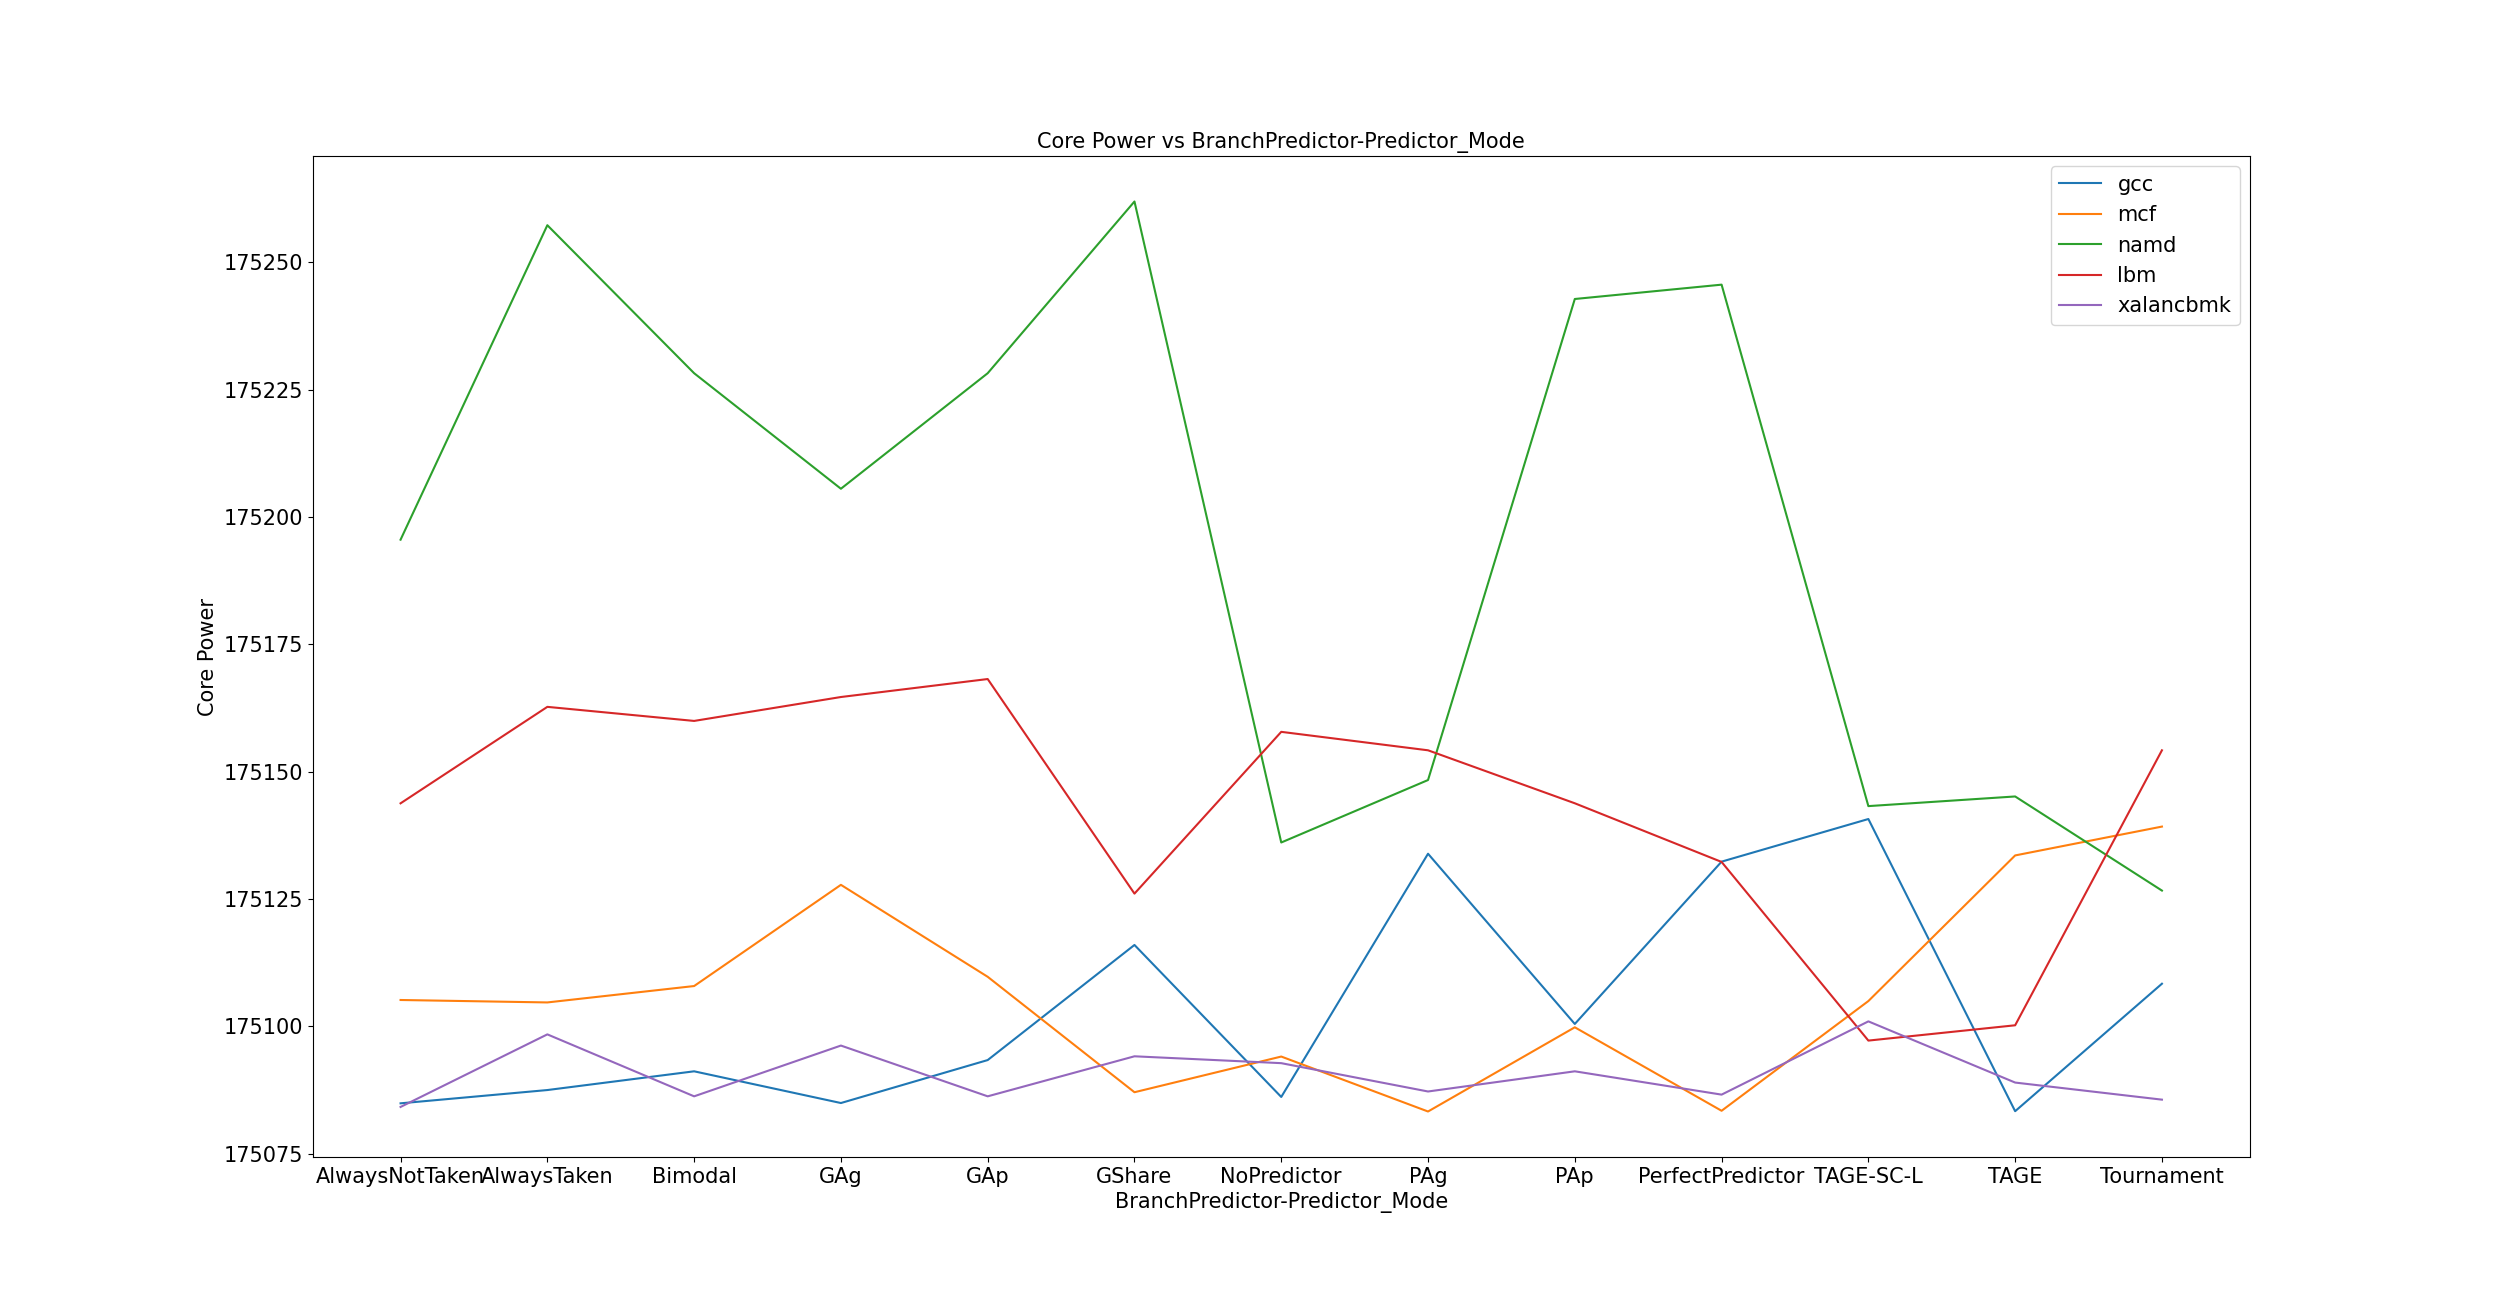 Core Power vs BranchPredictor-Predictor_Mode
gcc
mcf
namd
lbm
xalancbmk
175250
175225
175200
175175
175150
175125
175100
175075
Core Power
AlwaysNotTaken AlwaysTaken Bimodal GAg GAp GShare NoPredictor PAg PAp PerfectPredictor TAGE-SC-L TAGE Tournament
BranchPredictor-Predictor_Mode